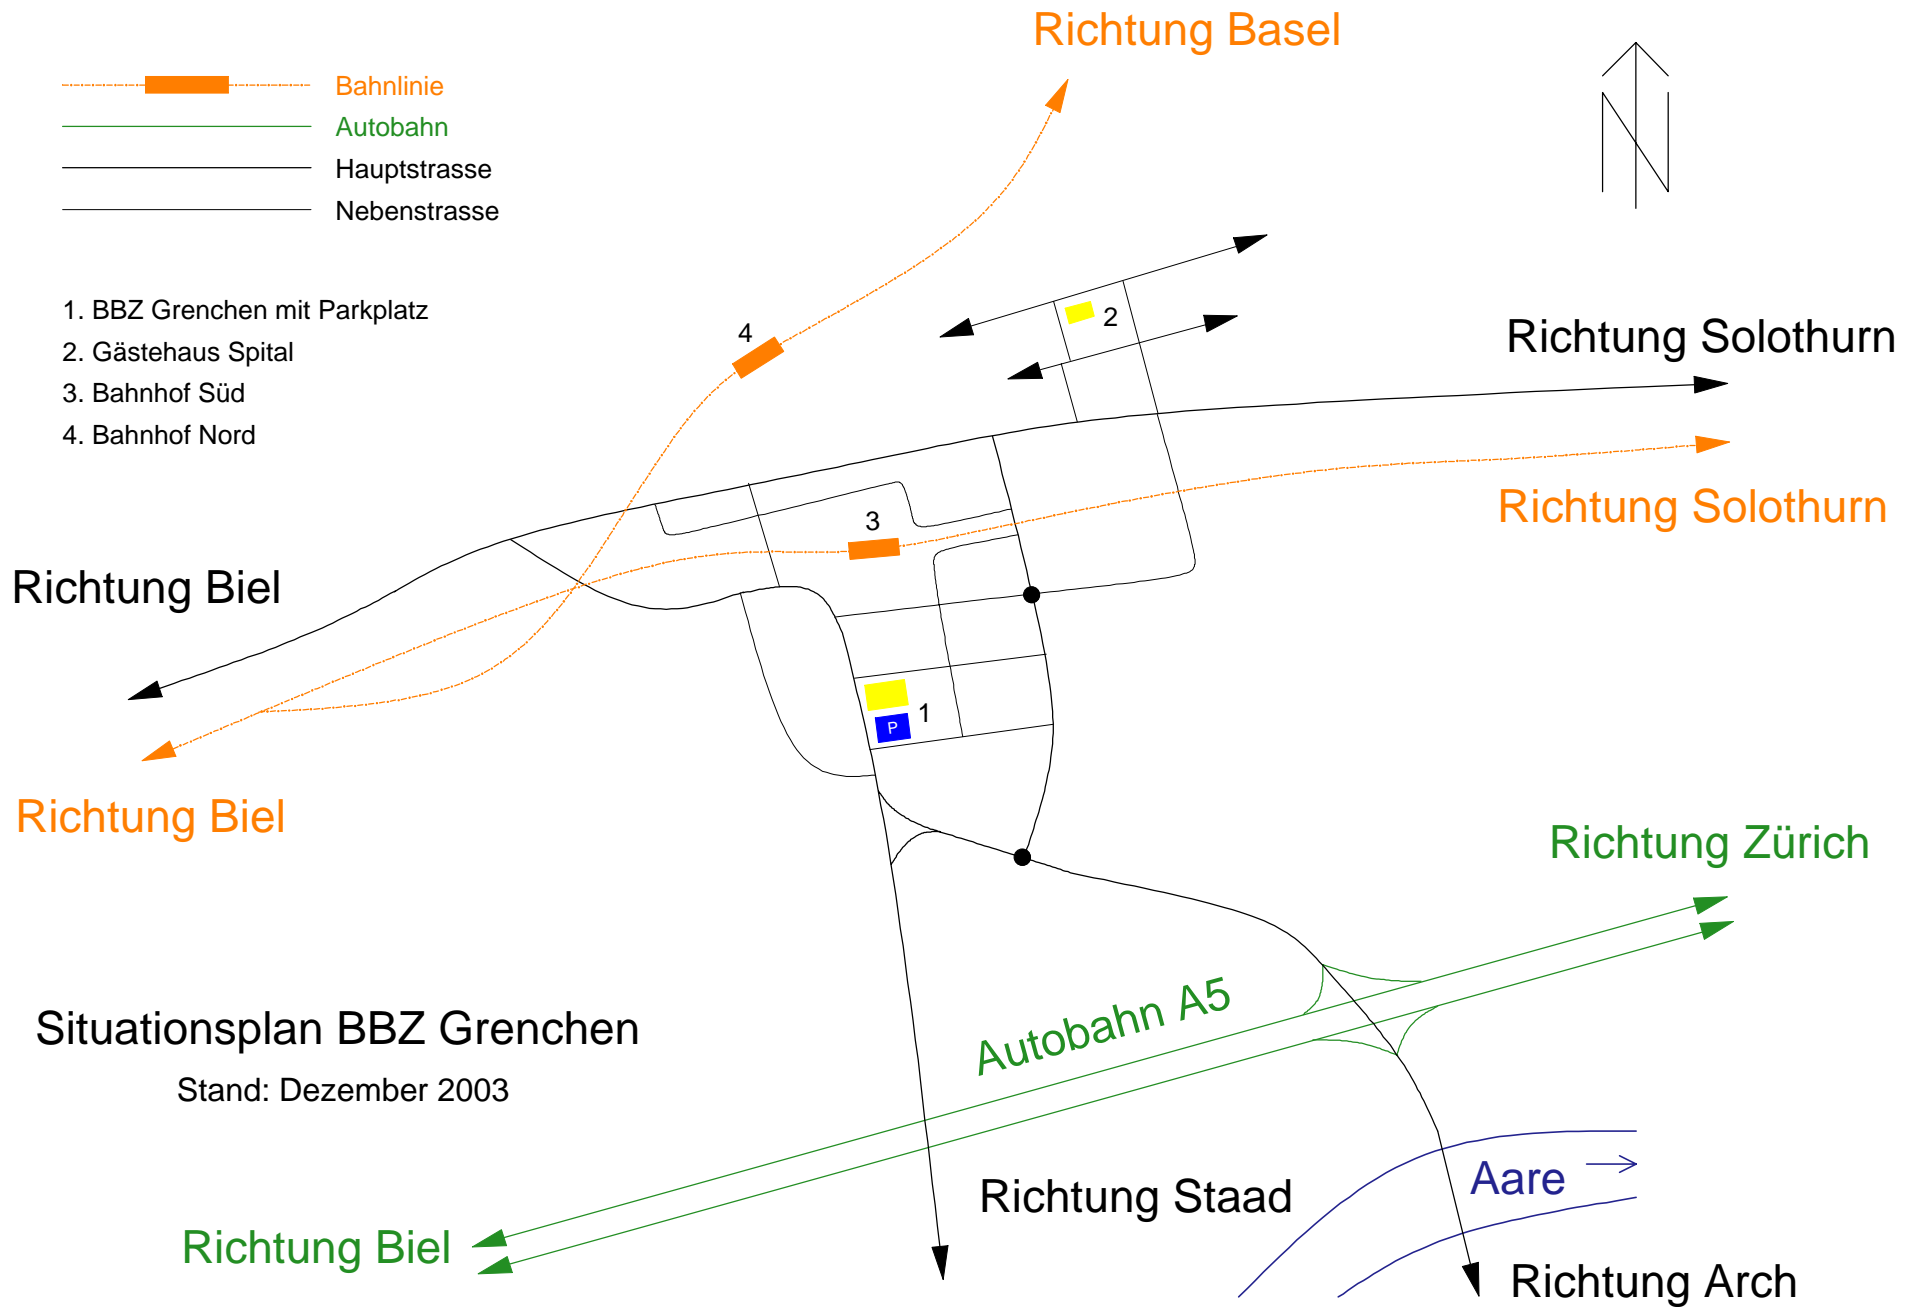 Richtung Basel
Bahnlinie
Autobahn
Hauptstrasse
Nebenstrasse
N
1. BBZ Grenchen mit Parkplatz
2. Gästehaus Spital
3. Bahnhof Süd
4. Bahnhof Nord
4
2
Richtung Solothurn
Richtung Solothurn
3
Richtung Biel
1
P
Richtung Biel
Richtung Zürich
Autobahn A5
Situationsplan BBZ Grenchen
Stand: Dezember 2003
Richtung Staad
Aare
Richtung Biel
Richtung Arch